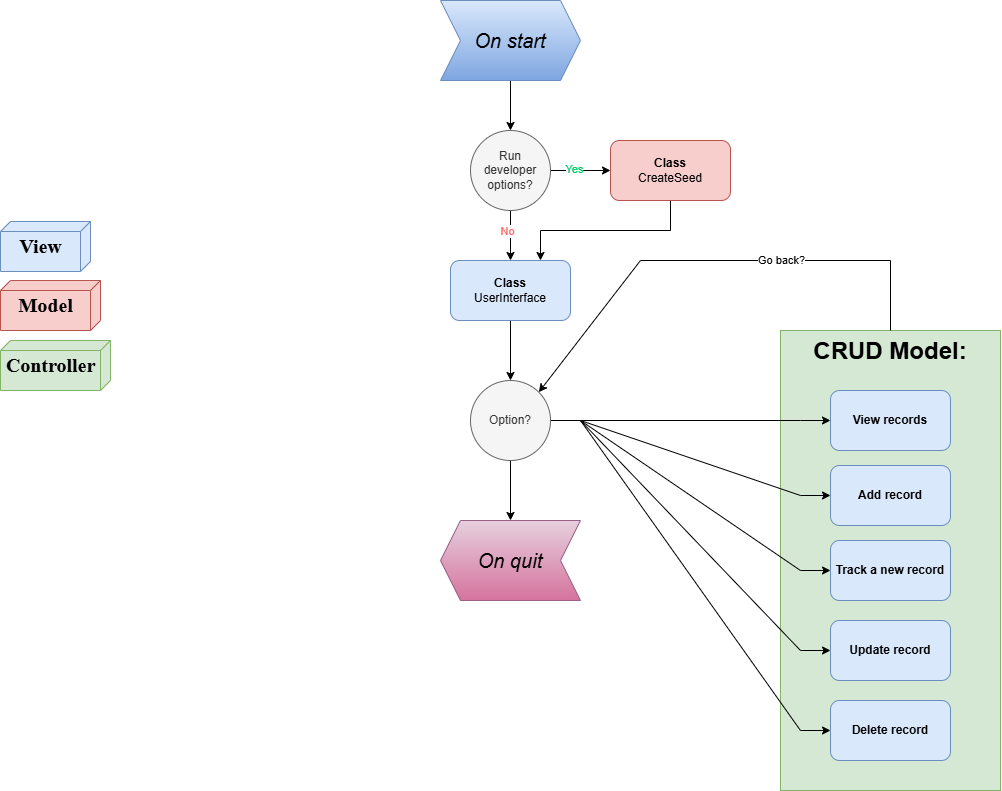 On start
Run
developer
options?
Yes
Class
CreateSeed
No
View
Class
UserInterface
Go back?
Model
Controller
CRUD Model:
Option?
View records
Add record
On quit
Track a new record
Update record
Delete record